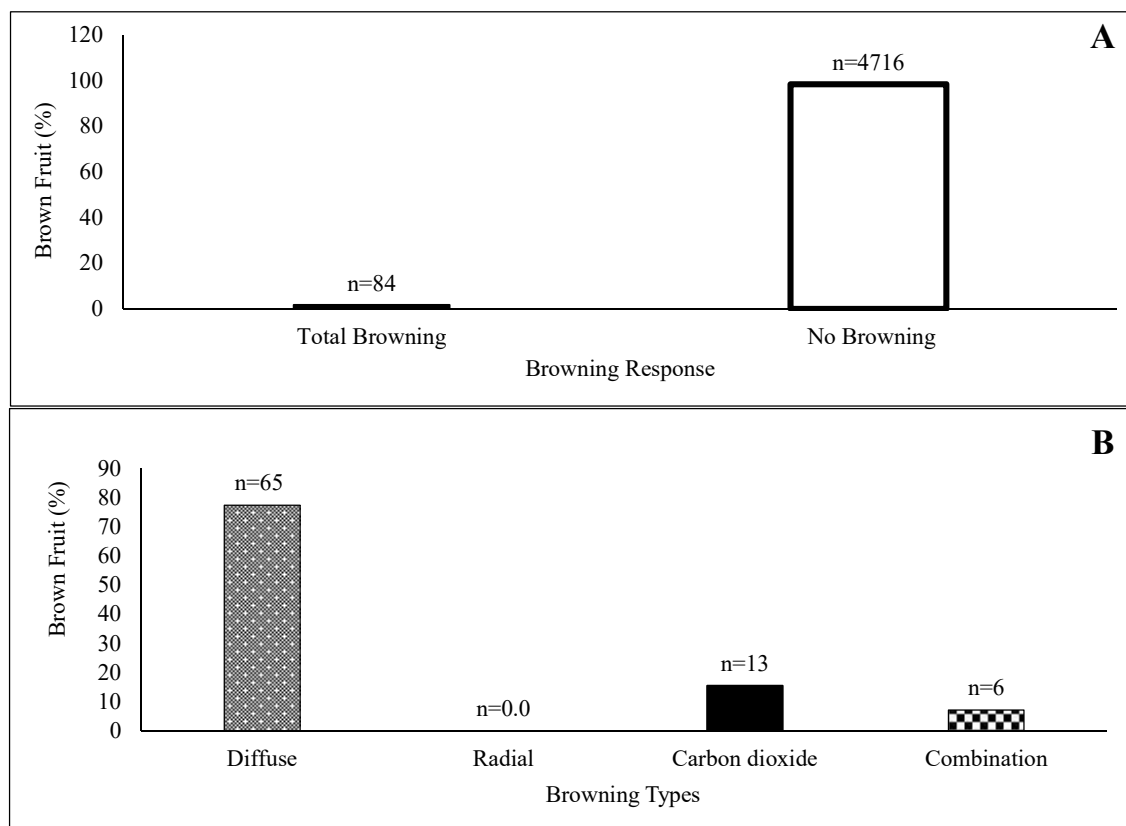 A
120
100
80
60
40
20
0
Brown Fruit (%)
n=84
n=4716
Total Browning
No Browning
Browning Response
B
90
80
70
60
50
40
30
20
10
0
Brown Fruit (%)
n=65
n=0.0
n=13
n=6
Diffuse
Radial
Carbon dioxide
Combination
Browning Types